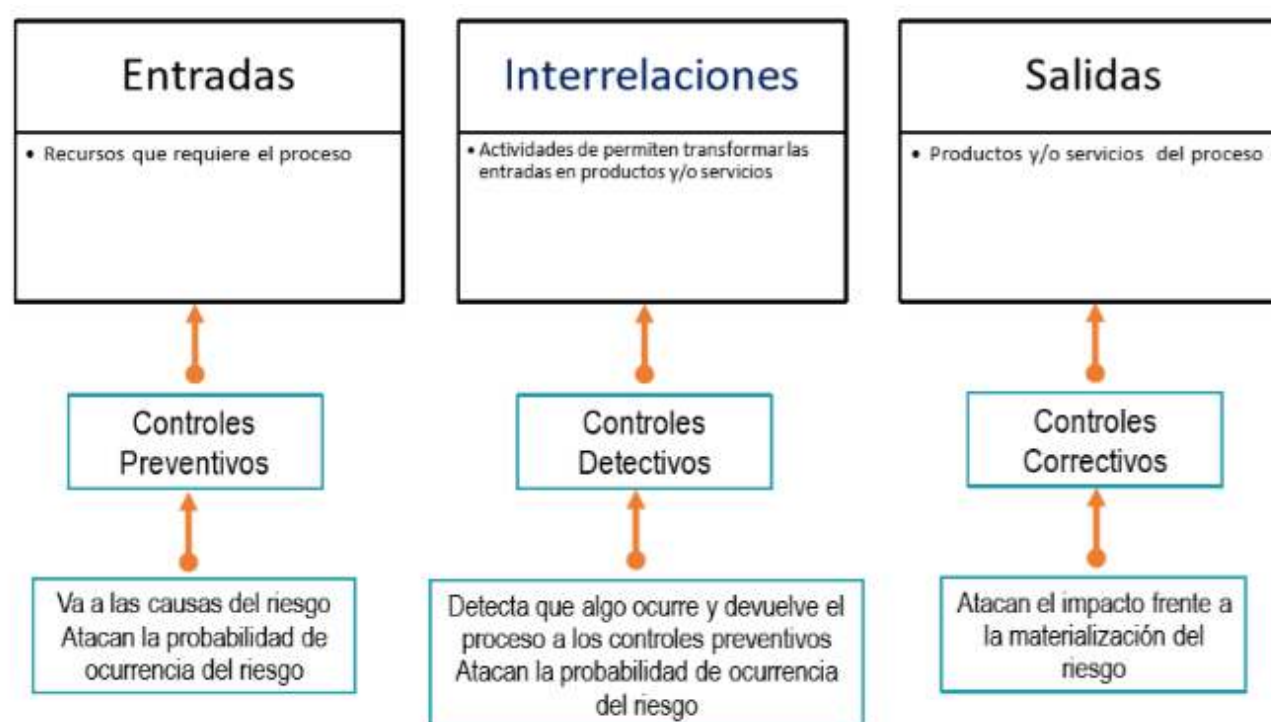 Entradas
• Recursos que requiere el proceso
Interrelaciones
• Actividades de permiten transformar las
entradas en productos y/o servicios
Salidas
• Productos y/o servicios del proceso
Controles
Preventivos
Controles
Detectivos
Controles
Correctivos
Va a las causas del riesgo
Atacan la probabilidad de
ocurrencia del riesgo
Detecta que algo ocurre y devuelve el
proceso a los controles preventivos
Atacan la probabilidad de ocurrencia
del riesgo
Atacan el impacto frente a
la materialización del
riesgo